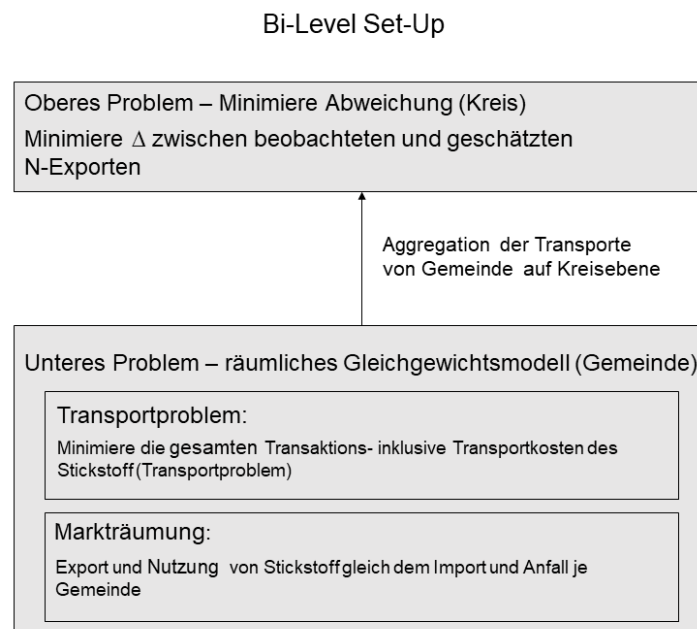 Bi-Level Set-Up
Oberes Problem – Minimiere Abweichung (Kreis)
Minimiere Δ zwischen beobachteten und geschätzten
N-Exporten
Aggregation der Transporte
von Gemeinde auf Kreisebene
Unteres Problem – räumliches Gleichgewichtsmodell (Gemeinde)
Transportproblem:
Minimiere die gesamten Transaktions- inklusive Transportkosten des
Stickstoff (Transportproblem)
Markträumung:
Export und Nutzung von Stickstoff gleich dem Import und Anfall je
Gemeinde